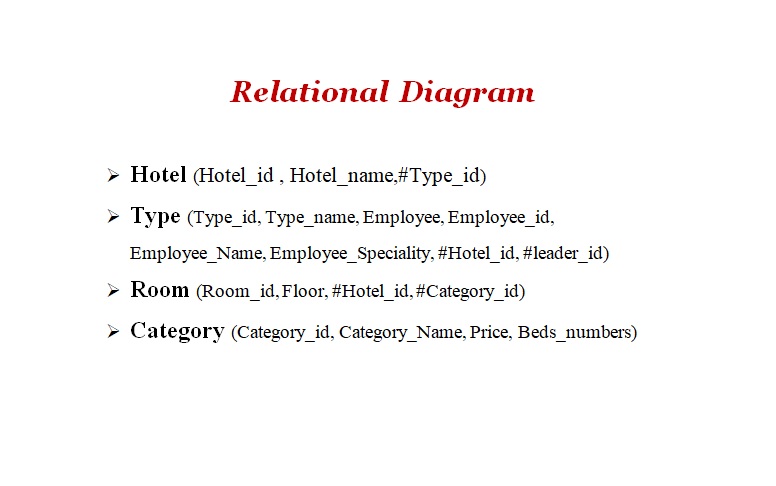 Relational Diagram
➢ Hotel (Hotel_id , Hotel_name,#Type_id)
➢ Type (Type_id, Type_name, Employee, Employee_id,
Employee_Name, Employee_Speciality, #Hotel_id, #leader_id)
➢ Room (Room_id, Floor, #Hotel_id, #Category_id)
➢ Category (Category_id, Category_Name, Price, Beds_numbers)